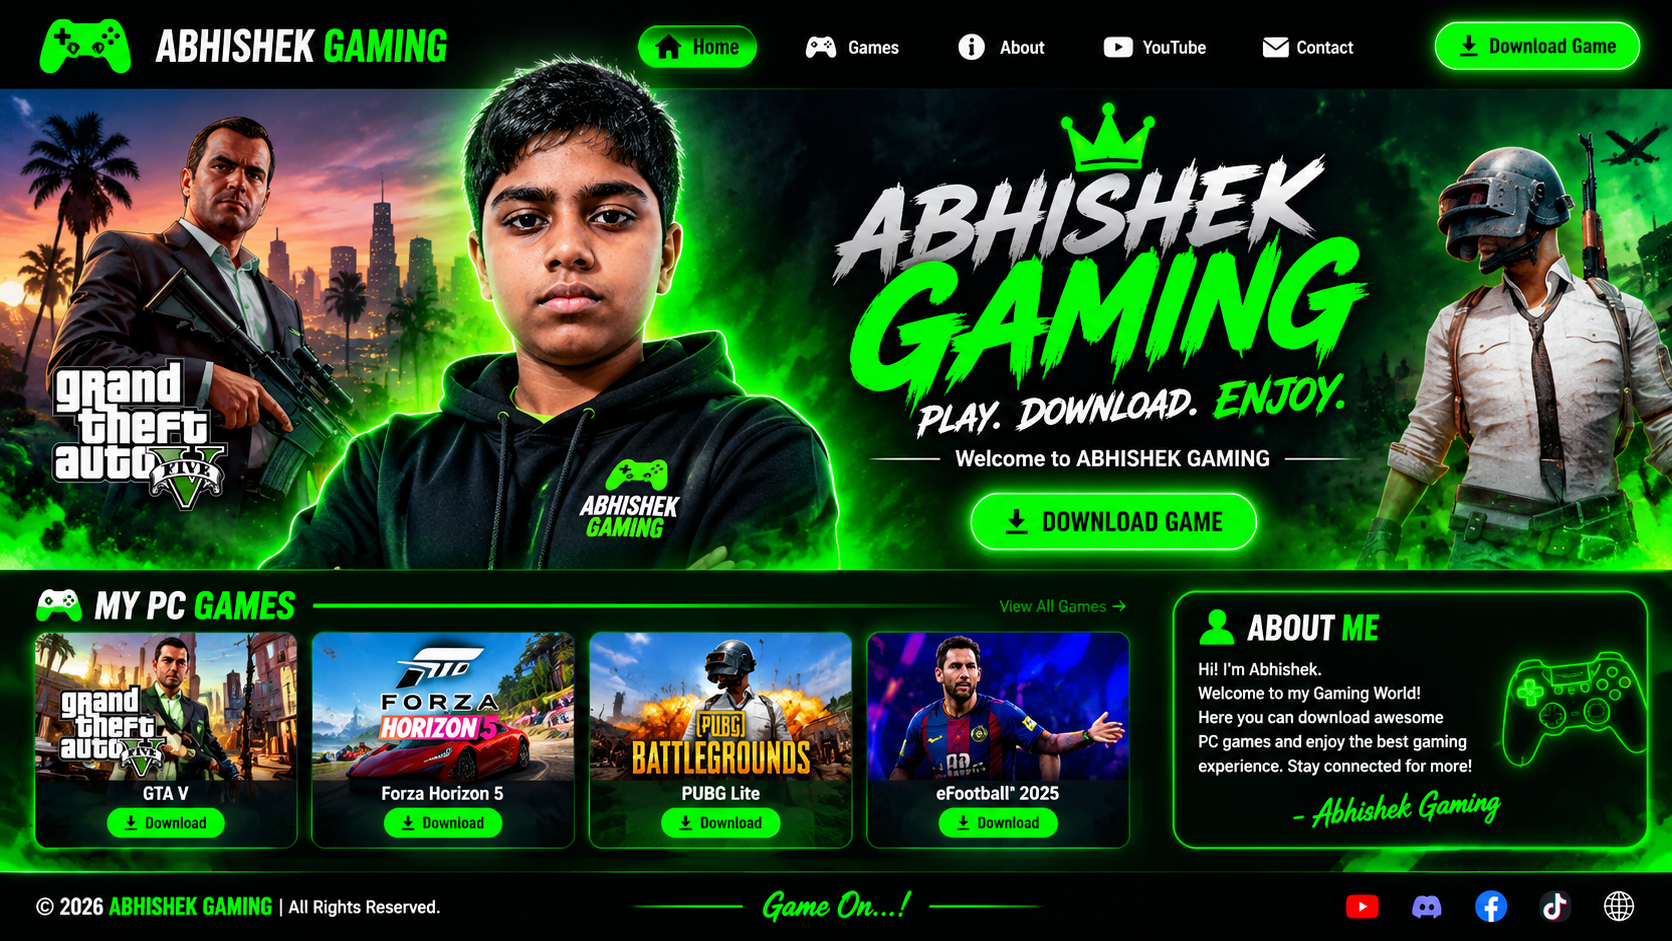 ABHISHEK GAMING
Home
Games
About
YouTube
Contact
Download Game
grand
theft
auto
FIVE
V
ABHISHEK
GAMING
ABHISHEK
GAMING
PLAY. DOWNLOAD. ENJOY.
Welcome to ABHISHEK GAMING
DOWNLOAD GAME
MY PC GAMES
View All Games →
grand
theft
auto
FIVE
V
GTA V
Download
FORZA
HORIZON 5
Forza Horizon 5
Download
PUBG
BATTLEGROUNDS
PUBG Lite
Download
eFootball™ 2025
Download
ABOUT ME
Hi! I'm Abhishek.
Welcome to my Gaming World!
Here you can download awesome
PC games and enjoy the best gaming
experience. Stay connected for more!
– Abhishek Gaming
© 2026 ABHISHEK GAMING | All Rights Reserved.
Game On...!